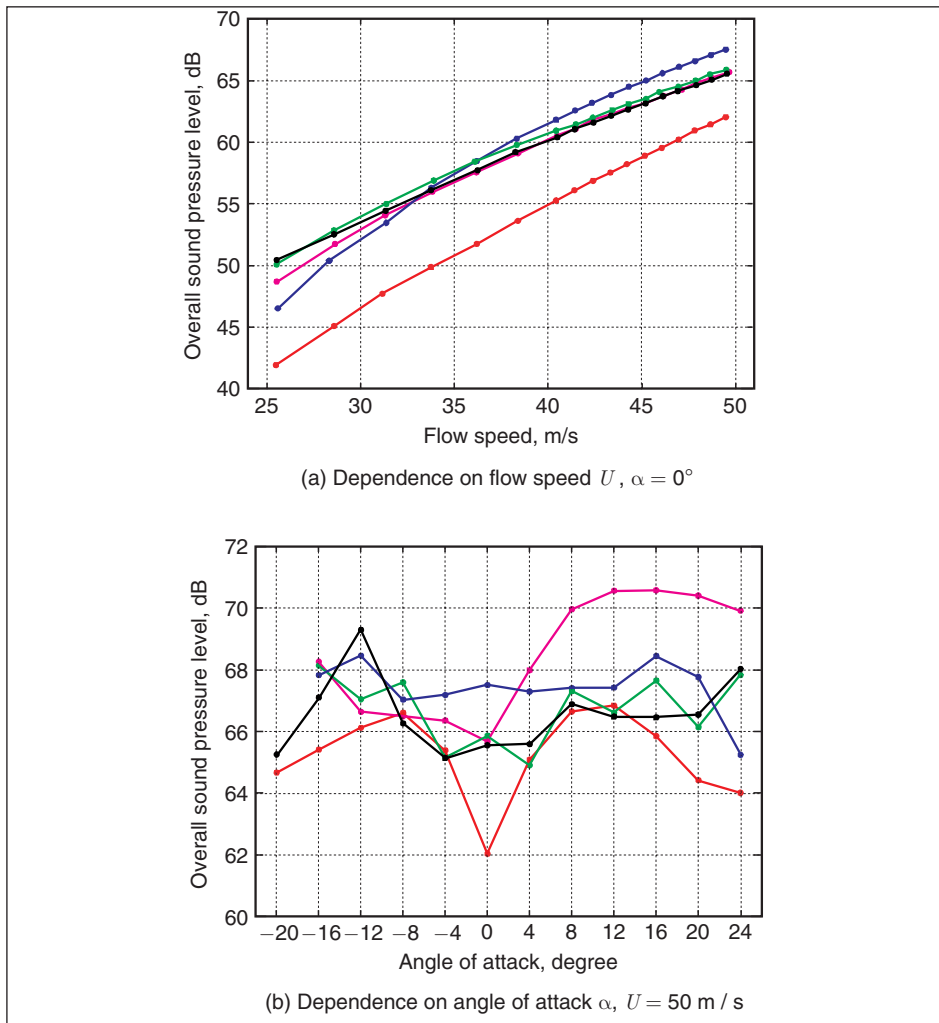 70
65
60
55
50
45
40
Overall sound pressure level, dB
25 30 35 40 45 50
Flow speed, m/s
(a) Dependence on flow speed U, α = 0°
72
70
68
66
64
62
60
Overall sound pressure level, dB
−20 −16 −12 −8 −4 0 4 8 12 16 20 24
Angle of attack, degree
(b) Dependence on angle of attack α, U = 50 m / s